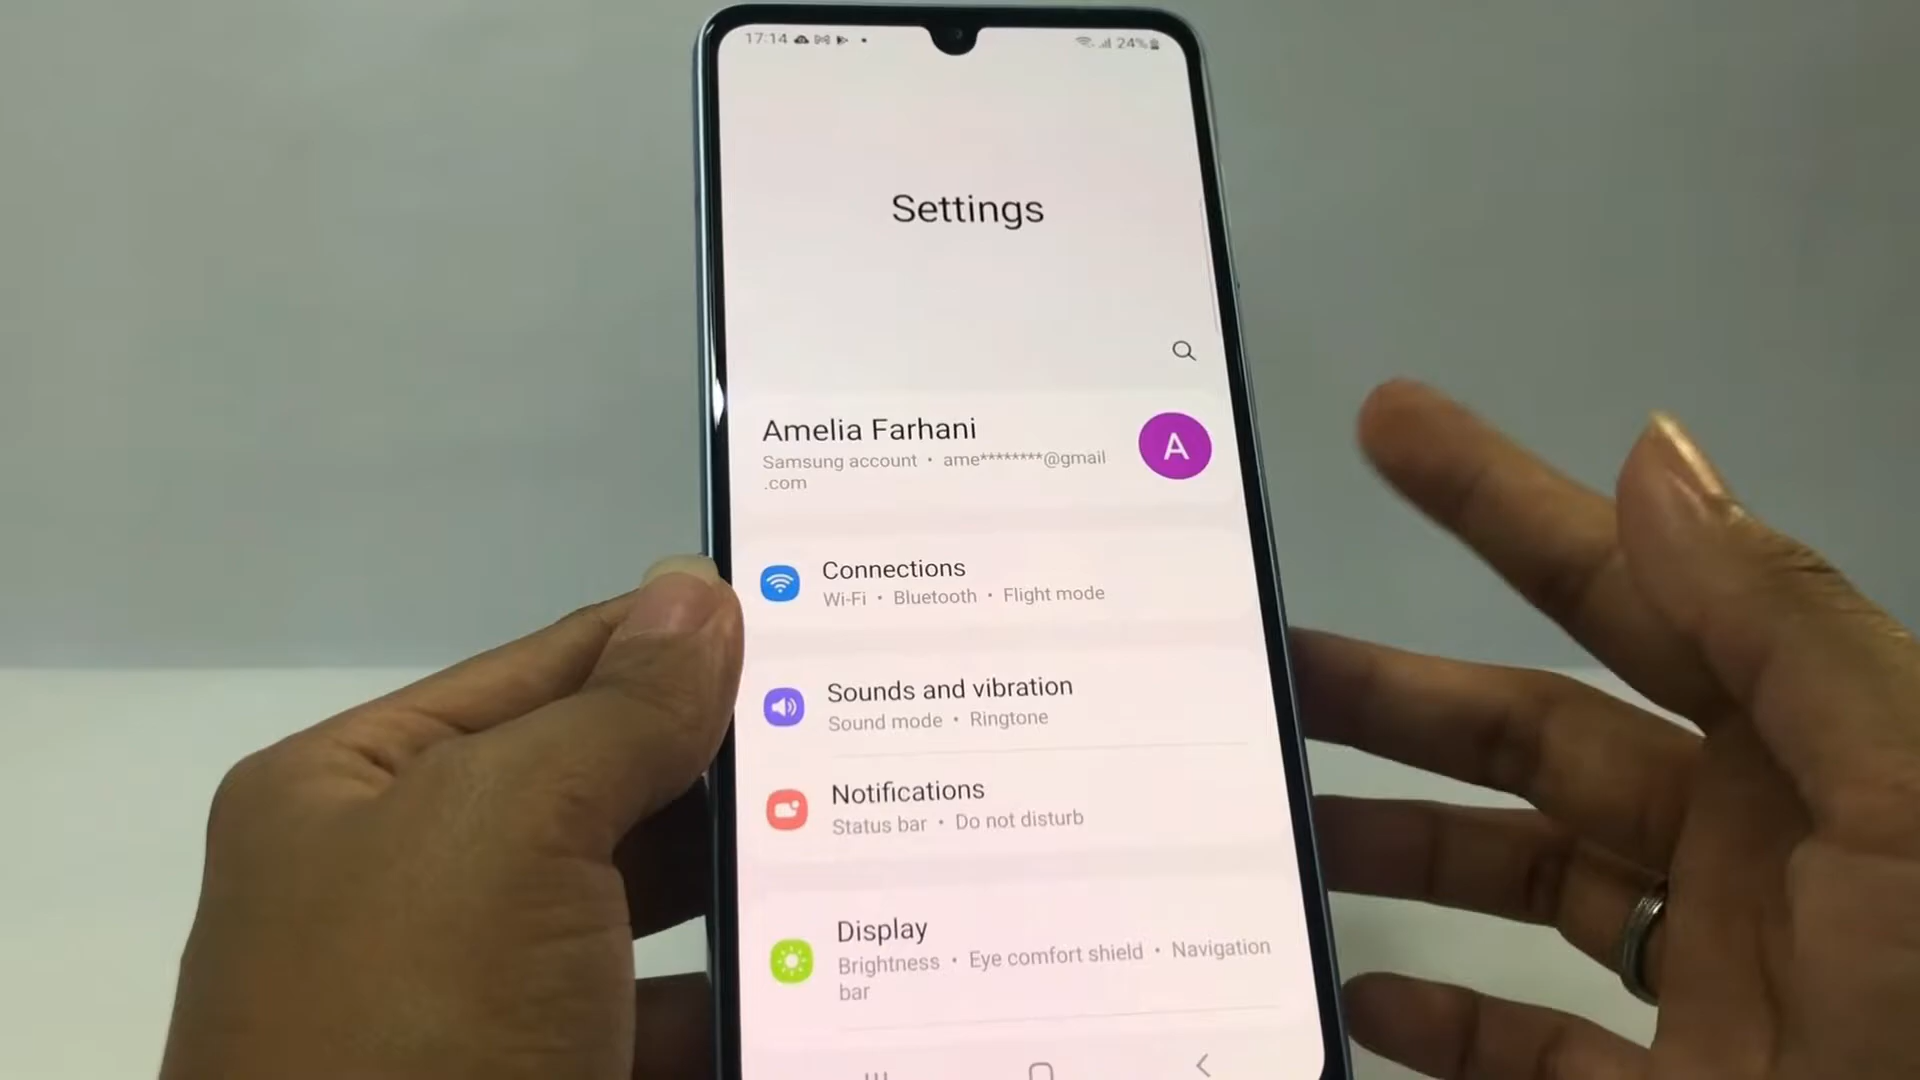 17:14
24%
Settings
Amelia Farhani
Samsung account • ame********@gmail
.com
A
Connections
Wi-Fi • Bluetooth • Flight mode
Sounds and vibration
Sound mode • Ringtone
Notifications
Status bar • Do not disturb
Display
Brightness • Eye comfort shield • Navigation
bar